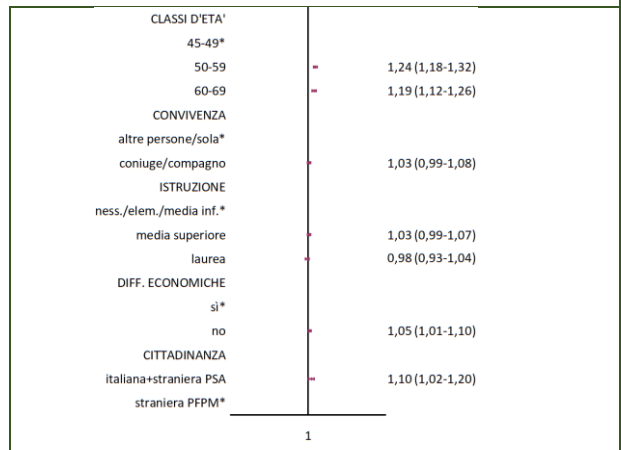 CLASSI D'ETA'
45-49*
50-59 1,24 (1,18-1,32)
60-69 1,19 (1,12-1,26)
CONVIVENZA
altre persone/sola*
coniuge/compagno 1,03 (0,99-1,08)
ISTRUZIONE
ness./elem./media inf.*
media superiore 1,03 (0,99-1,07)
laurea 0,98 (0,93-1,04)
DIFF. ECONOMICHE
sì*
no 1,05 (1,01-1,10)
CITTADINANZA
italiana+straniera PSA 1,10 (1,02-1,20)
straniera PFPM*
1